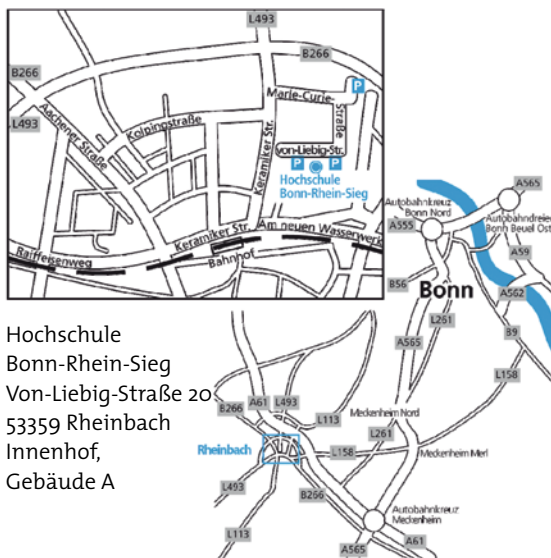 L493
B266
B266
P
L493
Marie-Curie-
Straße
Kolpingstraße
Aachener Straße
Keramiker Str.
von-Liebig-Str.
P
P
Hochschule
Bonn-Rhein-Sieg
Keramiker Str.
Am neuen Wasserwerk
Raiffeisenweg
Bahnhof
A565
Autobahnkreuz
Bonn Nord
A555
Autobahndreieck
Bonn Beuel Ost
A59
B56
Bonn
A562
L261
B9
A565
L158
Hochschule
Bonn-Rhein-Sieg
Von-Liebig-Straße 20
53359 Rheinbach
Innenhof,
Gebäude A
A61
L493
B266
L113
Meckenheim Nord
L261
Rheinbach
L158
Meckenheim Merl
L493
B266
L113
Autobahnkreuz
Meckenheim
A565
A61